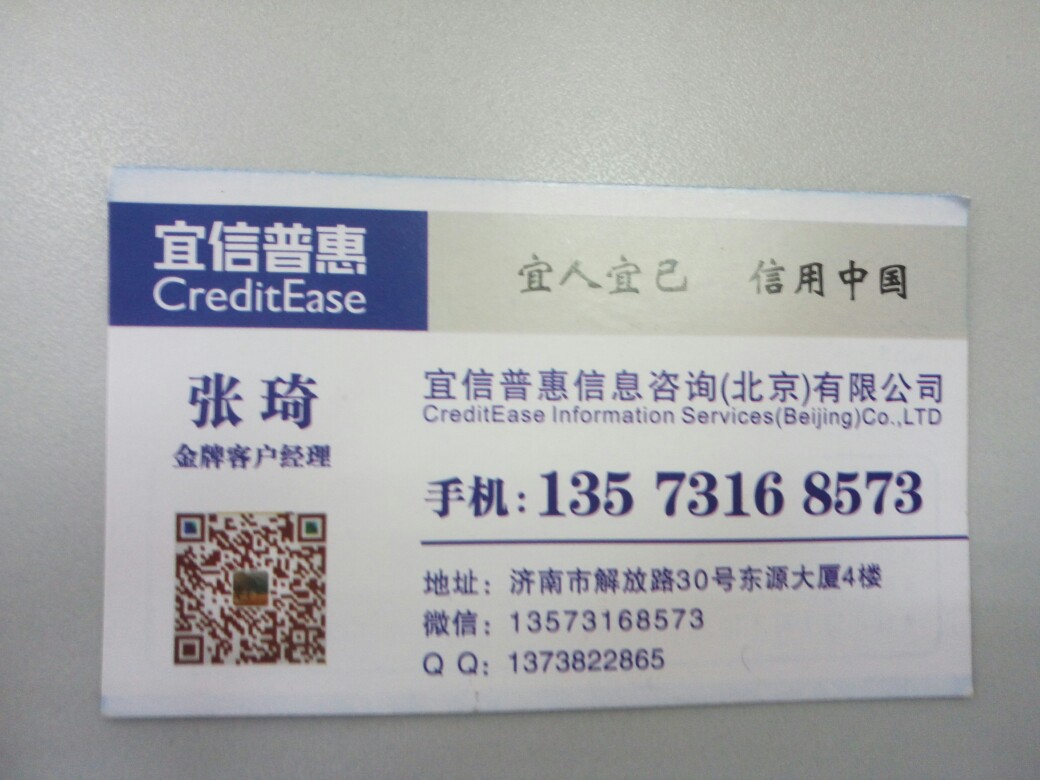 宜信普惠
CreditEase
宜人宜己 信用中国
张琦
金牌客户经理
宜信普惠信息咨询(北京)有限公司
CreditEase Information Services(Beijing)Co.,LTD
手机:135 7316 8573
地址:济南市解放路30号东源大厦4楼
微信:13573168573
Q Q:1373822865